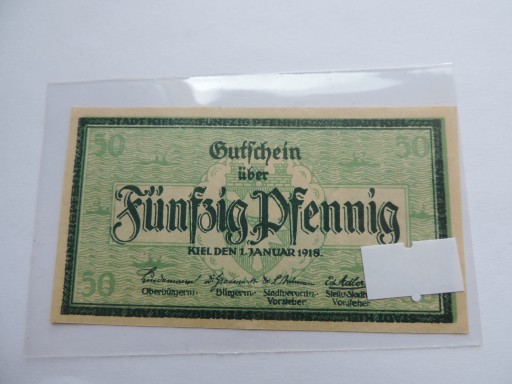 STADT KIEL FÜNFZIG PFENNIG STADT KIEL
50 50
Gutschein
über
Fünfzig Pfennig
KIEL DEN 1. JANUAR 1918.
50
Oberbürgerm. Bürgerm. Stadtverordn. Stellv. Stadt
Vorsteher Vorsteher